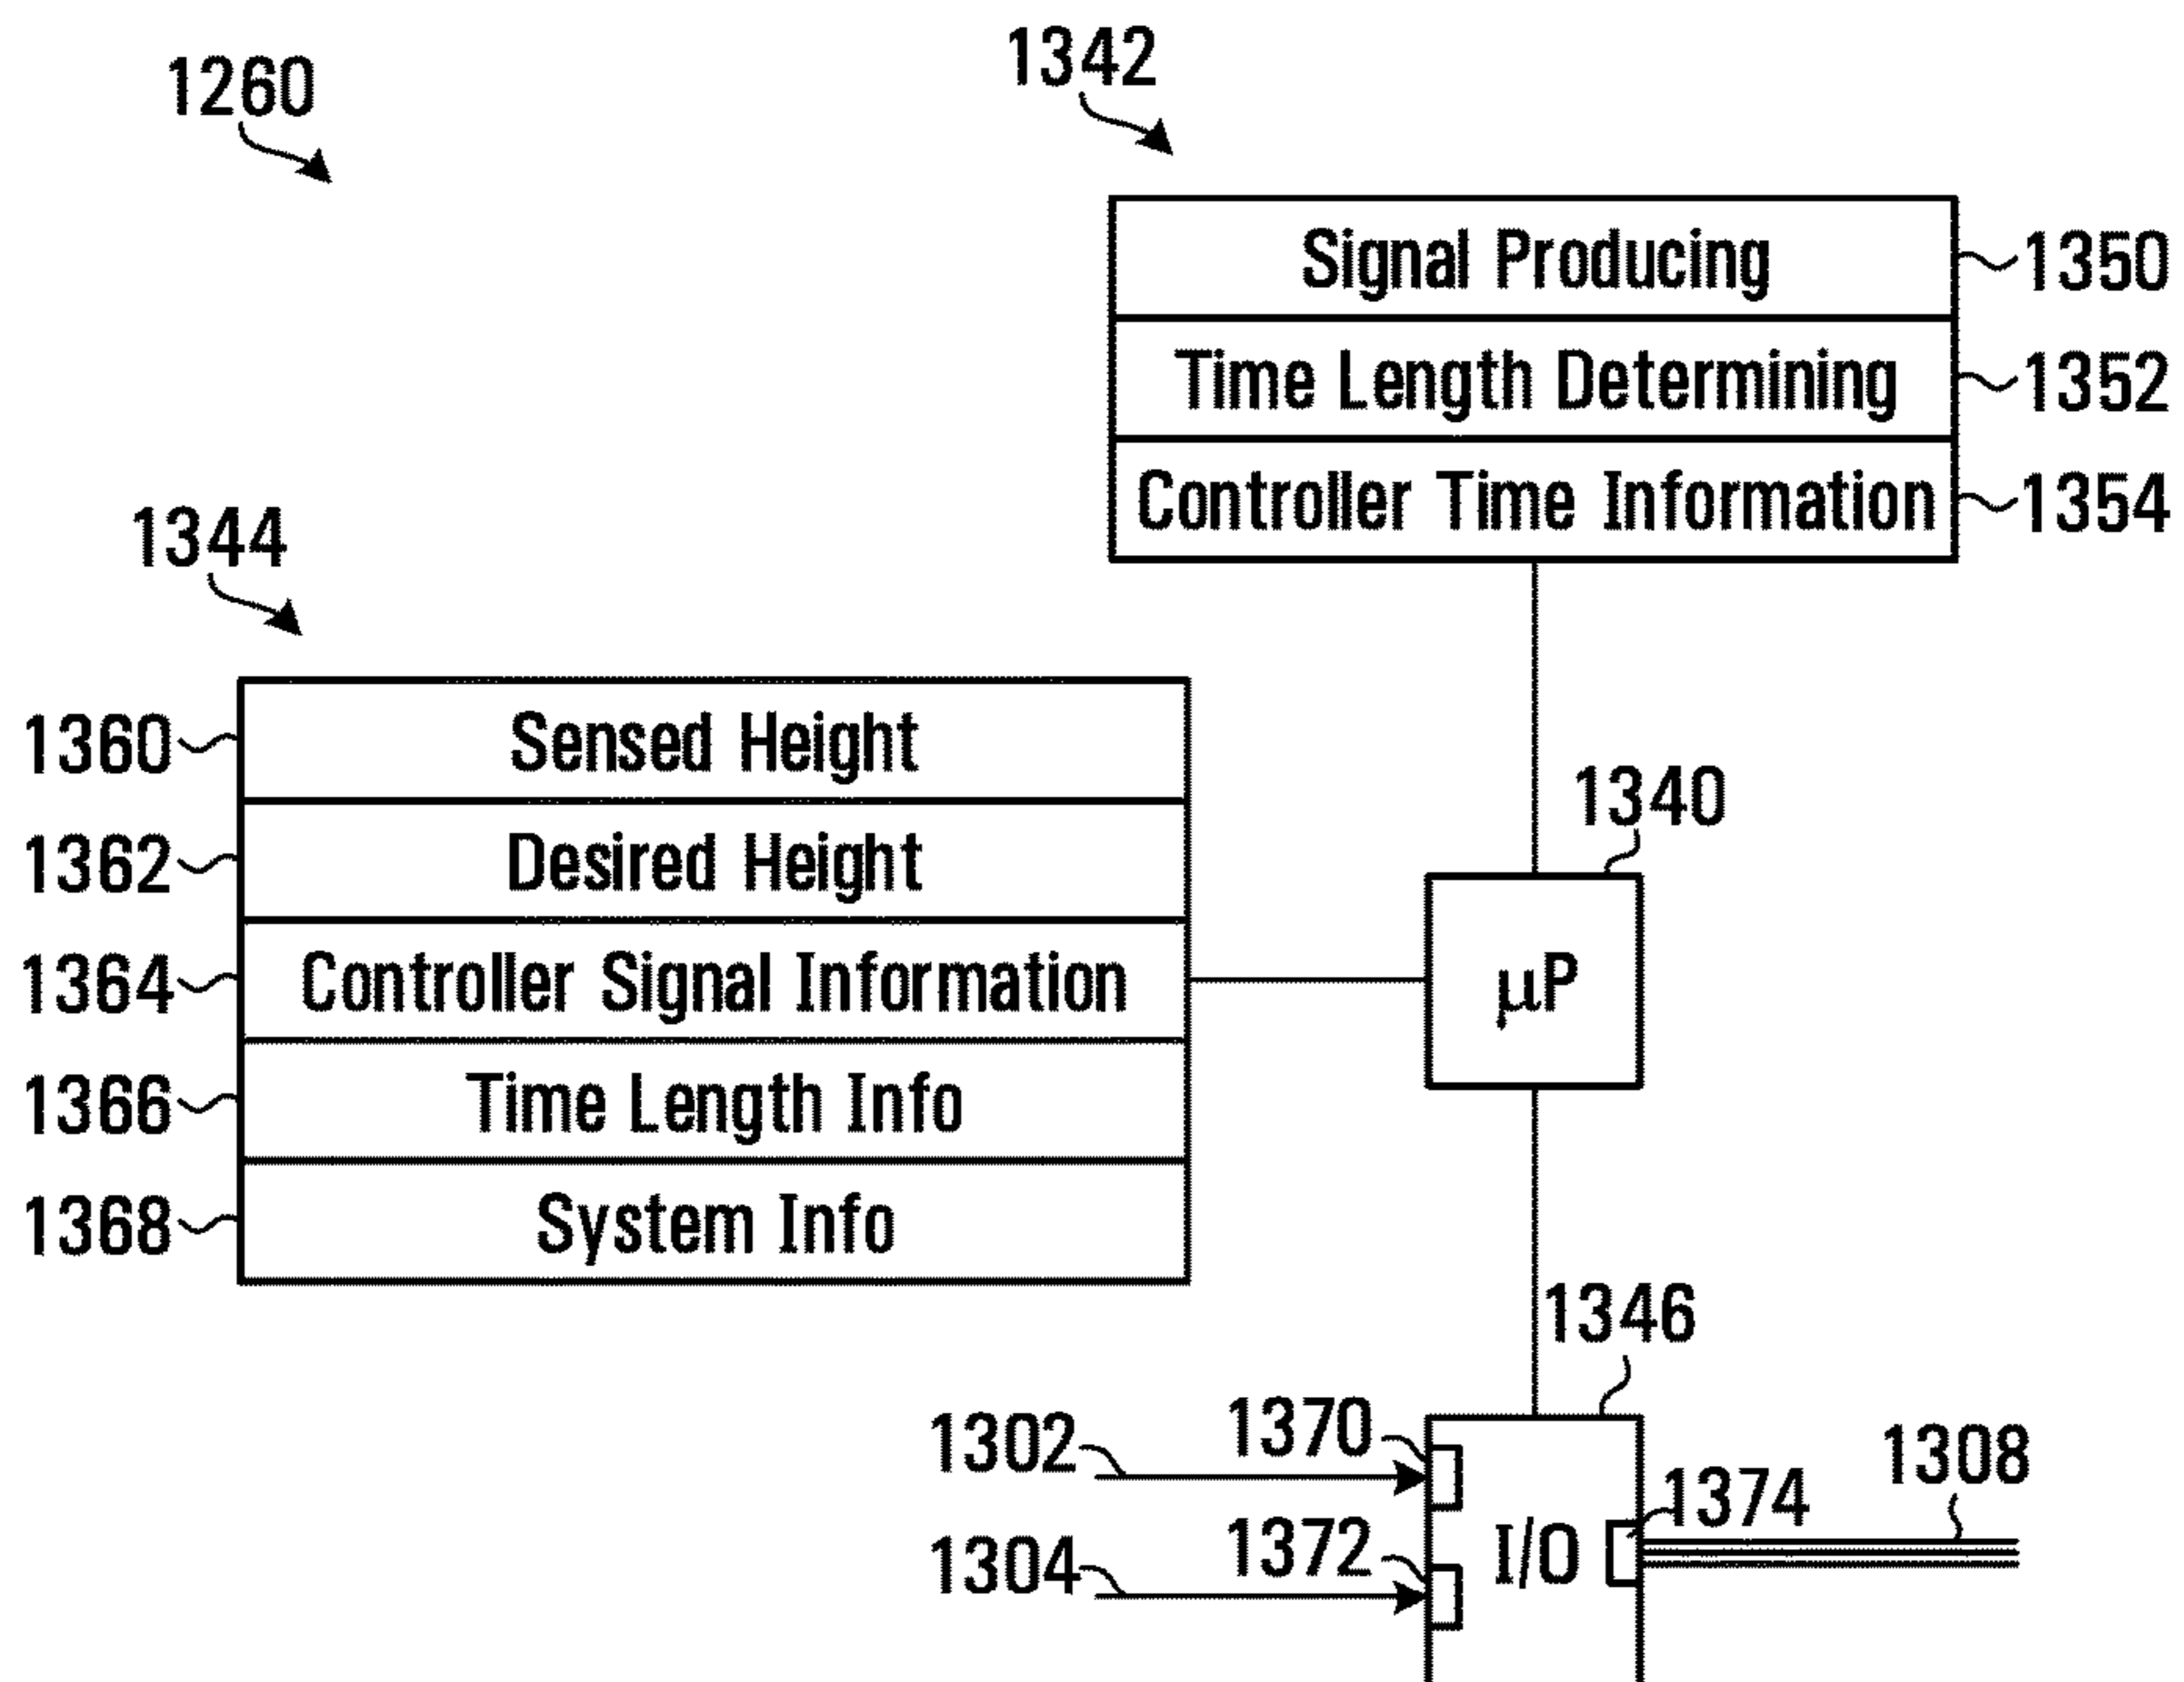 1260
1342
Signal Producing 1350
Time Length Determining 1352
Controller Time Information 1354
1344
1360 Sensed Height
1362 Desired Height
1364 Controller Signal Information
1366 Time Length Info
1368 System Info
1340
μP
1346
1302 1370
1304 1372
I/O
1374
1308